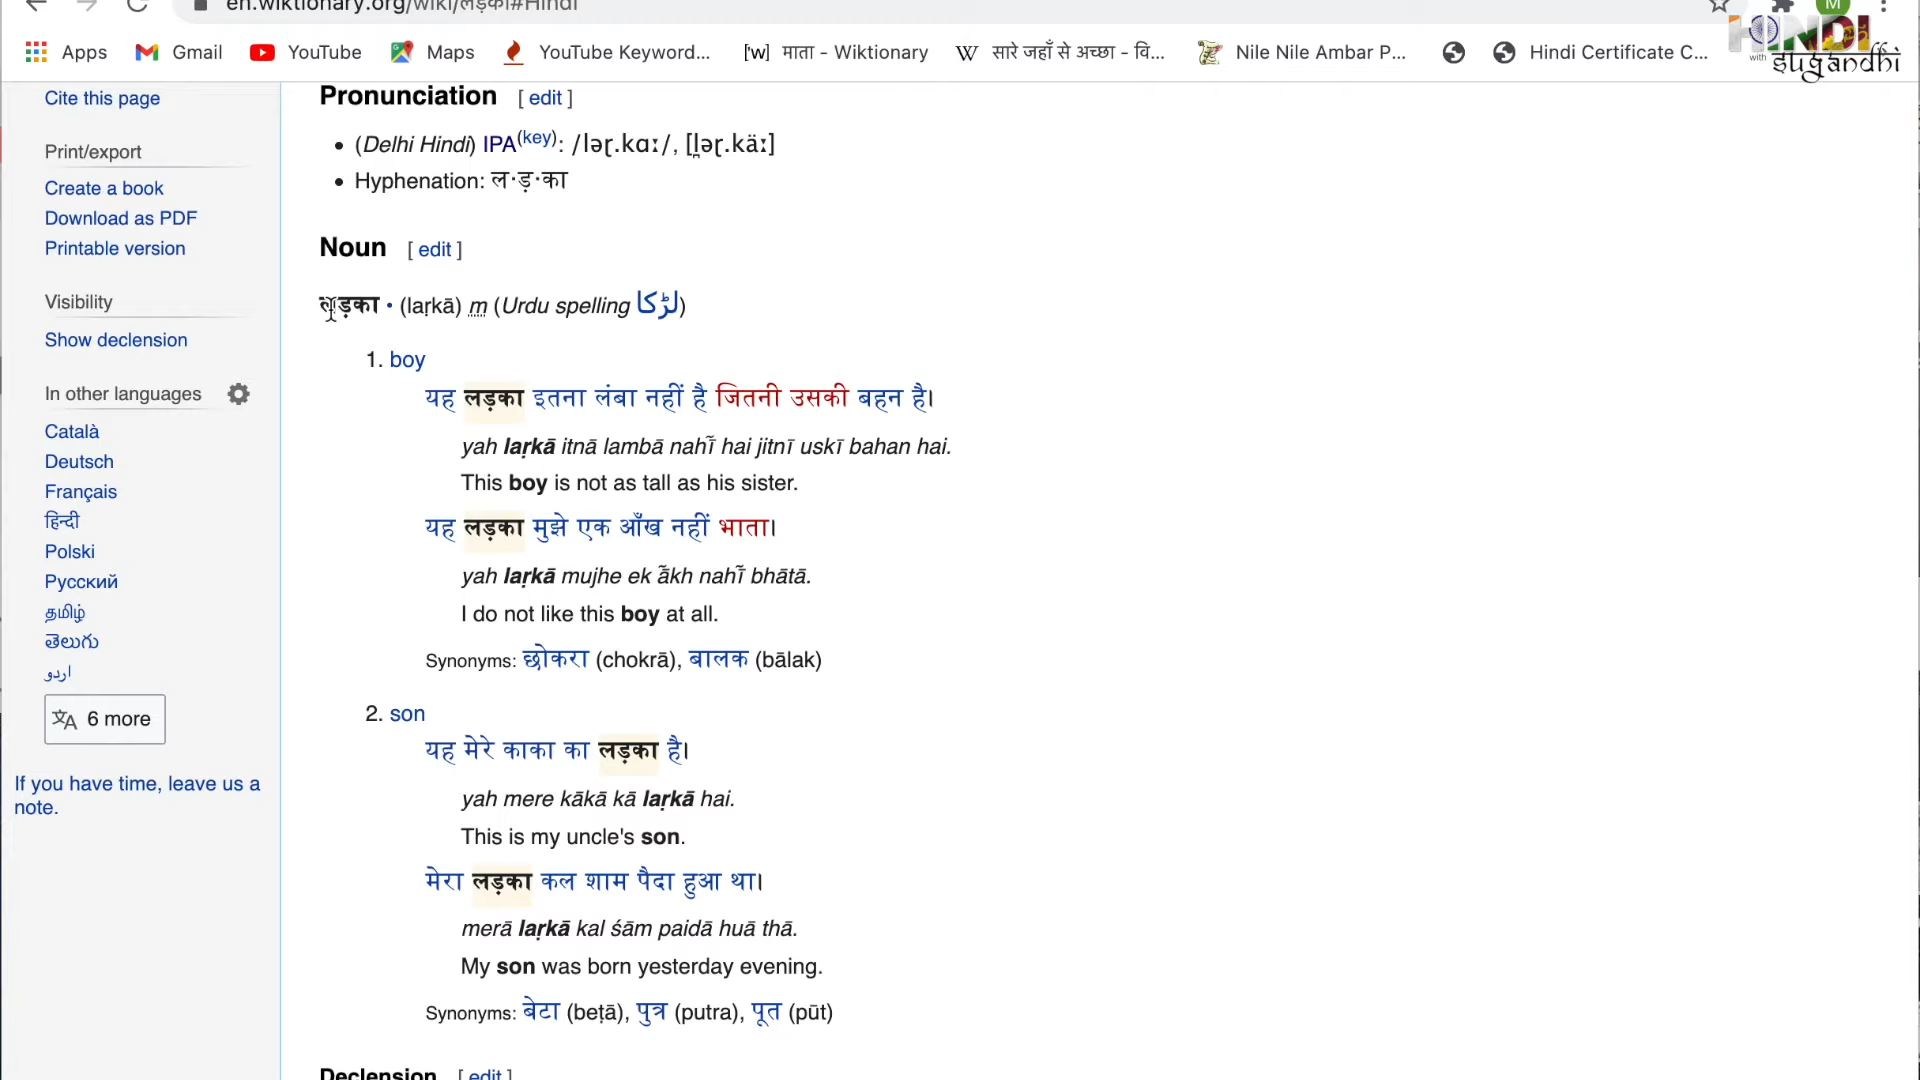 en.wiktionary.org/wiki/लड़का#Hindi
M
Apps Gmail YouTube Maps YouTube Keyword... [w] माता - Wiktionary W सारे जहाँ से अच्छा - वि... Nile Nile Ambar P... Hindi Certificate C...
HINDI
with सुgandhi
Cite this page
Print/export
Create a book
Download as PDF
Printable version
Visibility
Show declension
In other languages
Català
Deutsch
Français
हिन्दी
Polski
Русский
தமிழ்
తెలుగు
اردو
6 more
If you have time, leave us a
note.
Pronunciation [ edit ]
• (Delhi Hindi) IPA(key): /ləɽ.kɑː/, [l̪əɽ.käː]
• Hyphenation: ल·ड़·का
Noun [ edit ]
लड़का • (laṛkā) m (Urdu spelling لڑکا)
1. boy
यह लड़का इतना लंबा नहीं है जितनी उसकी बहन है।
yah laṛkā itnā lambā nahī̃ hai jitnī uskī bahan hai.
This boy is not as tall as his sister.
यह लड़का मुझे एक आँख नहीं भाता।
yah laṛkā mujhe ek ā̃kh nahī̃ bhātā.
I do not like this boy at all.
Synonyms: छोकरा (chokrā), बालक (bālak)
2. son
यह मेरे काका का लड़का है।
yah mere kākā kā laṛkā hai.
This is my uncle's son.
मेरा लड़का कल शाम पैदा हुआ था।
merā laṛkā kal śām paidā huā thā.
My son was born yesterday evening.
Synonyms: बेटा (beṭā), पुत्र (putra), पूत (pūt)
Declension [ edit ]